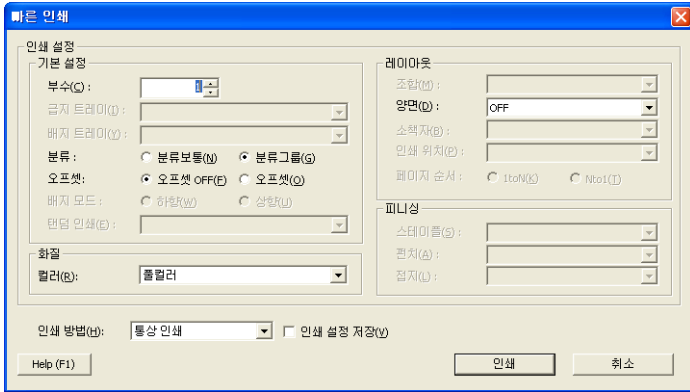 빠른 인쇄
인쇄 설정
기본 설정
부수(C) :
1
급지 트레이(I) :
배지 트레이(Y) :
분류 :
분류보통(N)
분류그룹(G)
오프셋:
오프셋 OFF(F)
오프셋(O)
배지 모드 :
하향(W)
상향(U)
탠덤 인쇄(E) :
화질
컬러(R):
풀컬러
레이아웃
조합(M) :
양면(D) :
OFF
소책자(B) :
인쇄 위치(P) :
페이지 순서 :
1toN(K)
Nto1(T)
피니싱
스테이플(S) :
펀치(A) :
접지(L) :
인쇄 방법(H):
통상 인쇄
인쇄 설정 저장(V)
Help (F1)
인쇄
취소